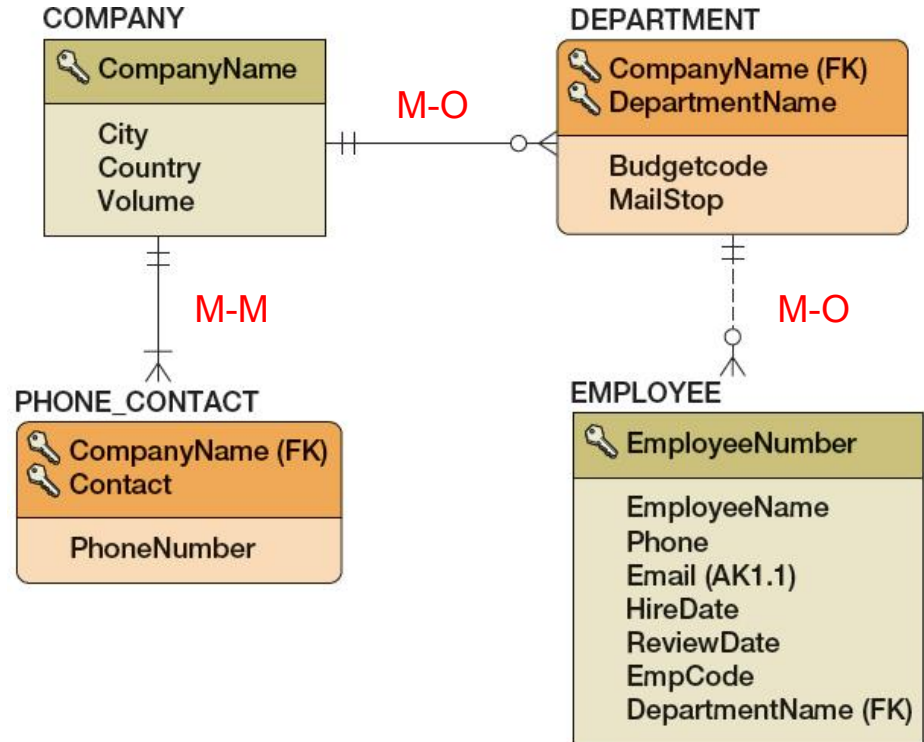 COMPANY
CompanyName
City
Country
Volume
M-O
DEPARTMENT
CompanyName (FK)
DepartmentName
Budgetcode
MailStop
M-M
M-O
PHONE_CONTACT
CompanyName (FK)
Contact
PhoneNumber
EMPLOYEE
EmployeeNumber
EmployeeName
Phone
Email (AK1.1)
HireDate
ReviewDate
EmpCode
DepartmentName (FK)